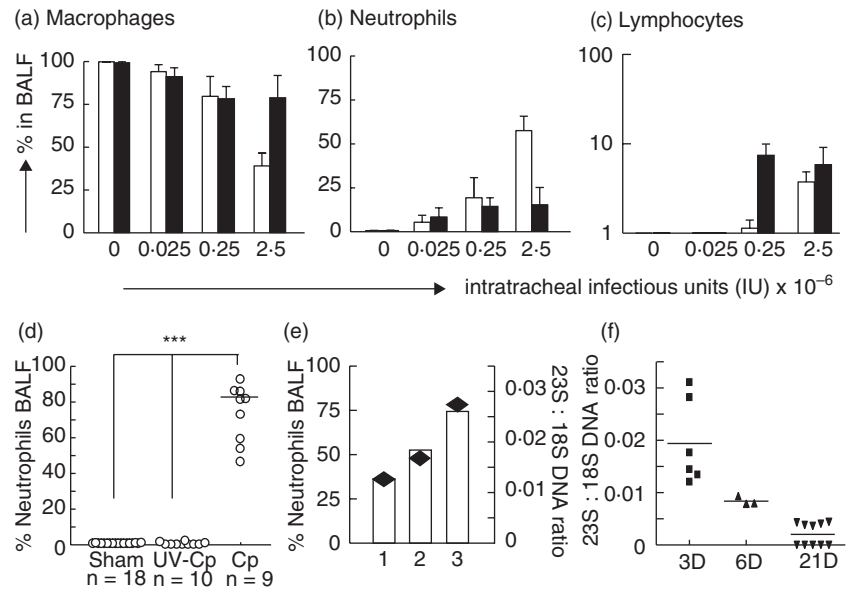 (a) Macrophages
(b) Neutrophils
(c) Lymphocytes
% in BALF
100
75
50
25
0
0 0·025 0·25 2·5
100
75
50
25
0
0 0·025 0·25 2·5
100
10
1
0 0·025 0·25 2·5
intratracheal infectious units (IU) x 10⁻⁶
(d)
% Neutrophils BALF
100
80
60
40
20
0
***
Sham UV-Cp Cp
n = 18 n = 10 n = 9
(e)
% Neutrophils BALF
100
75
50
25
0
1 2 3
0·03
0·02
0·01
0
23S : 18S DNA ratio
(f)
23S : 18S DNA ratio
0·03
0·02
0·01
0
3D 6D 21D